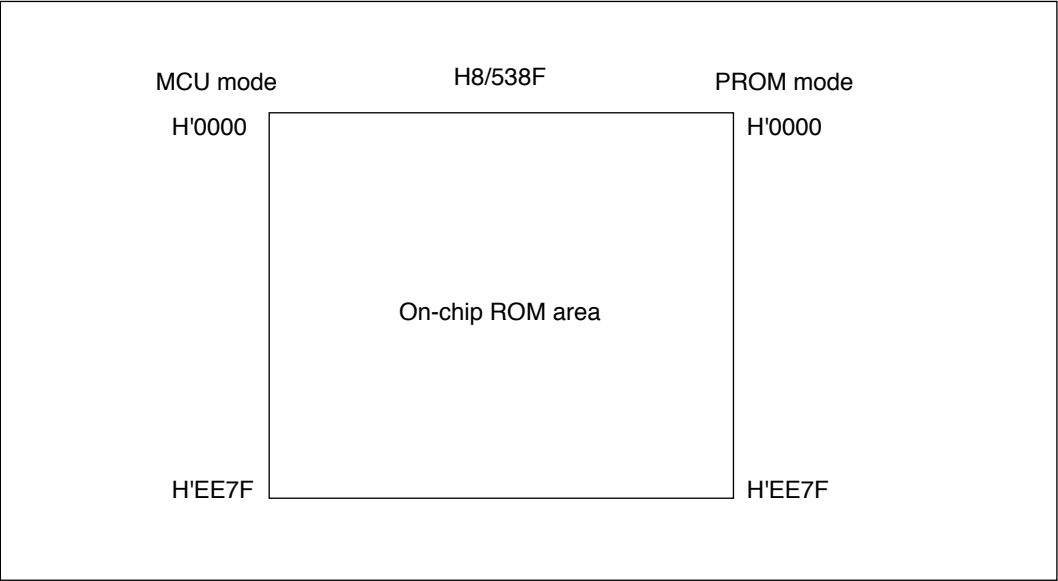 H8/538F
MCU mode
PROM mode
H'0000
H'0000
On-chip ROM area
H'EE7F
H'EE7F